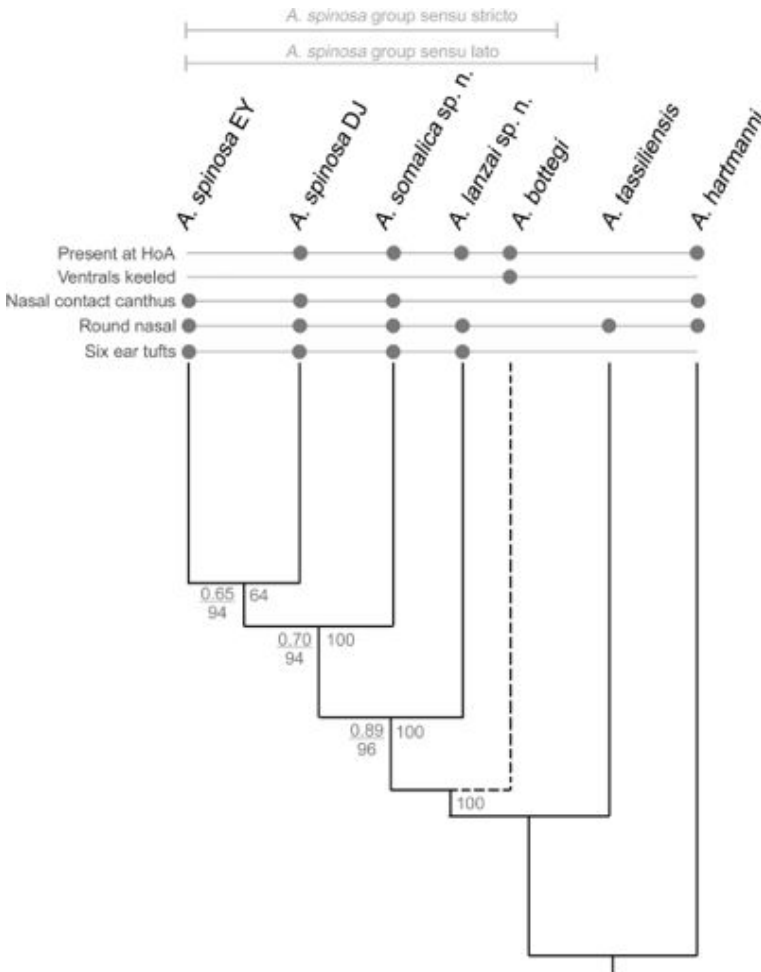 A. spinosa group sensu stricto
A. spinosa group sensu lato
A. spinosa EY
A. spinosa DJ
A. somalica sp. n.
A. lanzai sp. n.
A. bottegi
A. tassiliensis
A. hartmanni
Present at HoA
Ventrals keeled
Nasal contact canthus
Round nasal
Six ear tufts
0.65
94
64
0.70
94
100
0.89
96
100
100